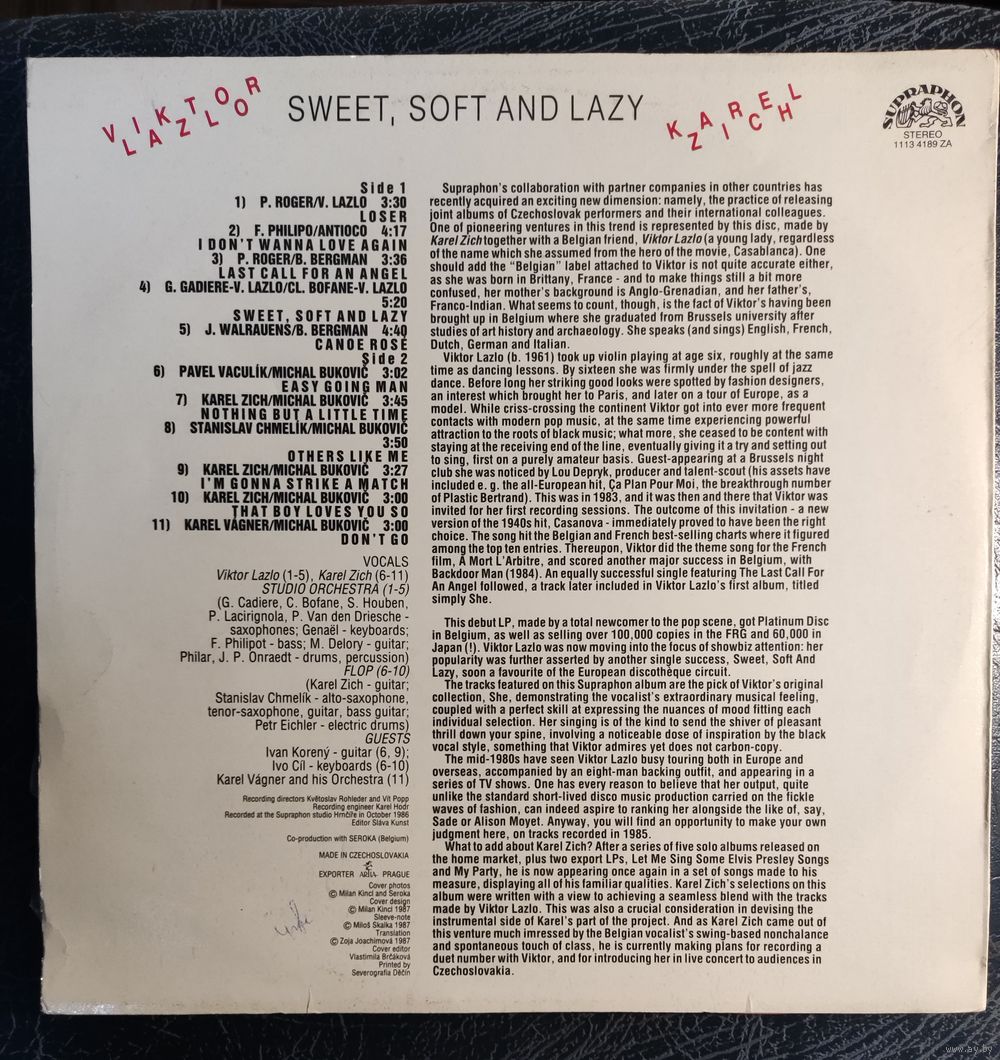 VIKTOR
LAZLO
SWEET, SOFT AND LAZY
KAREL
ZICH
SUPRAPHON
STEREO
1113 4189 ZA
Side 1
1) P. ROGER/V. LAZLO 3:30
LOSER
2) F. PHILIPO/ANTIOCO 4:17
I DON'T WANNA LOVE AGAIN
3) P. ROGER/B. BERGMAN 3:36
LAST CALL FOR AN ANGEL
4) G. GADIERE-V. LAZLO/CL. BOFANE-V. LAZLO
5:20
SWEET, SOFT AND LAZY
5) J. WALRAUENS/B. BERGMAN 4:40
CANOE ROSE
Side 2
6) PAVEL VACULÍK/MICHAL BUKOVIČ 3:02
EASY GOING MAN
7) KAREL ZICH/MICHAL BUKOVIČ 3:45
NOTHING BUT A LITTLE TIME
8) STANISLAV CHMELÍK/MICHAL BUKOVIČ
3:50
OTHERS LIKE ME
9) KAREL ZICH/MICHAL BUKOVIČ 3:27
I'M GONNA STRIKE A MATCH
10) KAREL ZICH/MICHAL BUKOVIČ 3:00
THAT BOY LOVES YOU SO
11) KAREL VÁGNER/MICHAL BUKOVIČ 3:00
DON'T GO
VOCALS
Viktor Lazlo (1-5), Karel Zich (6-11)
STUDIO ORCHESTRA (1-5)
(G. Cadiere, C. Bofane, S. Houben,
P. Lacirignola, P. Van den Driesche -
saxophones; Genaël - keyboards;
F. Philipot - bass; M. Delory - guitar;
Philar, J. P. Onraedt - drums, percussion)
FLOP (6-10)
(Karel Zich - guitar;
Stanislav Chmelík - alto-saxophone,
tenor-saxophone, guitar, bass guitar;
Petr Eichler - electric drums)
GUESTS
Ivan Korený - guitar (6, 9);
Ivo Cíl - keyboards (6-10)
Karel Vágner and his Orchestra (11)
Recording directors Květoslav Rohleder and Vít Popp
Recording engineer Karel Hodr
Recorded at the Supraphon studio Hrnčíře in October 1986
Editor Sláva Kunst
Co-production with SEROKA (Belgium)
MADE IN CZECHOSLOVAKIA
EXPORTER ARTIA PRAGUE
Cover photos
© Milan Kincl and Seroka
Cover design
© Milan Kincl 1987
Sleeve-note
© Miloš Skalka 1987
Translation
© Zoja Joachimová 1987
Cover editor
Vlastimila Brčáková
Printed by
Severografia Děčín
Supraphon's collaboration with partner companies in other countries has
recently acquired an exciting new dimension: namely, the practice of releasing
joint albums of Czechoslovak performers and their international colleagues.
One of pioneering ventures in this trend is represented by this disc, made by
Karel Zich together with a Belgian friend, Viktor Lazlo (a young lady, regardless
of the name which she assumed from the hero of the movie, Casablanca). One
should add the "Belgian" label attached to Viktor is not quite accurate either,
as she was born in Brittany, France - and to make things still a bit more
confused, her mother's background is Anglo-Grenadian, and her father's,
Franco-Indian. What seems to count, though, is the fact of Viktor's having been
brought up in Belgium where she graduated from Brussels university after
studies of art history and archaeology. She speaks (and sings) English, French,
Dutch, German and Italian.
Viktor Lazlo (b. 1961) took up violin playing at age six, roughly at the same
time as dancing lessons. By sixteen she was firmly under the spell of jazz
dance. Before long her striking good looks were spotted by fashion designers,
an interest which brought her to Paris, and later on a tour of Europe, as a
model. While criss-crossing the continent Viktor got into ever more frequent
contacts with modern pop music, at the same time experiencing powerful
attraction to the roots of black music; what more, she ceased to be content with
staying at the receiving end of the line, eventually giving it a try and setting out
to sing, first on a purely amateur basis. Guest-appearing at a Brussels night
club she was noticed by Lou Depryk, producer and talent-scout (his assets have
included e. g. the all-European hit, Ça Plan Pour Moi, the breakthrough number
of Plastic Bertrand). This was in 1983, and it was then and there that Viktor was
invited for her first recording sessions. The outcome of this invitation - a new
version of the 1940s hit, Casanova - immediately proved to have been the right
choice. The song hit the Belgian and French best-selling charts where it figured
among the top ten entries. Thereupon, Viktor did the theme song for the French
film, A Mort L'Arbitre, and scored another major success in Belgium, with
Backdoor Man (1984). An equally successful single featuring The Last Call For
An Angel followed, a track later included in Viktor Lazlo's first album, titled
simply She.
This debut LP, made by a total newcomer to the pop scene, got Platinum Disc
in Belgium, as well as selling over 100,000 copies in the FRG and 60,000 in
Japan (!). Viktor Lazlo was now moving into the focus of showbiz attention: her
popularity was further asserted by another single success, Sweet, Soft And
Lazy, soon a favourite of the European discothèque circuit.
The tracks featured on this Supraphon album are the pick of Viktor's original
collection, She, demonstrating the vocalist's extraordinary musical feeling,
coupled with a perfect skill at expressing the nuances of mood fitting each
individual selection. Her singing is of the kind to send the shiver of pleasant
thrill down your spine, involving a noticeable dose of inspiration by the black
vocal style, something that Viktor admires yet does not carbon-copy.
The mid-1980s have seen Viktor Lazlo busy touring both in Europe and
overseas, accompanied by an eight-man backing outfit, and appearing in a
series of TV shows. One has every reason to believe that her output, quite
unlike the standard short-lived disco music production carried on the fickle
waves of fashion, can indeed aspire to ranking her alongside the like of, say,
Sade or Alison Moyet. Anyway, you will find an opportunity to make your own
judgment here, on tracks recorded in 1985.
What to add about Karel Zich? After a series of five solo albums released on
the home market, plus two export LPs, Let Me Sing Some Elvis Presley Songs
and My Party, he is now appearing once again in a set of songs made to his
measure, displaying all of his familiar qualities. Karel Zich's selections on this
album were written with a view to achieving a seamless blend with the tracks
made by Viktor Lazlo. This was also a crucial consideration in devising the
instrumental side of Karel's part of the project. And as Karel Zich came out of
this venture much imressed by the Belgian vocalist's swing-based nonchalance
and spontaneous touch of class, he is currently making plans for recording a
duet number with Viktor, and for introducing her in live concert to audiences in
Czechoslovakia.
www.ay.by